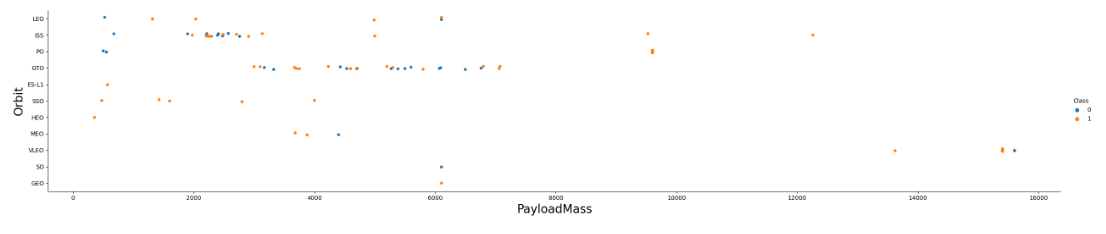 LEO
ISS
PO
GTO
ES-L1
SSO
HEO
MEO
VLEO
SO
GEO
Orbit
0
2000
4000
6000
8000
10000
12000
14000
16000
PayloadMass
Class
0
1